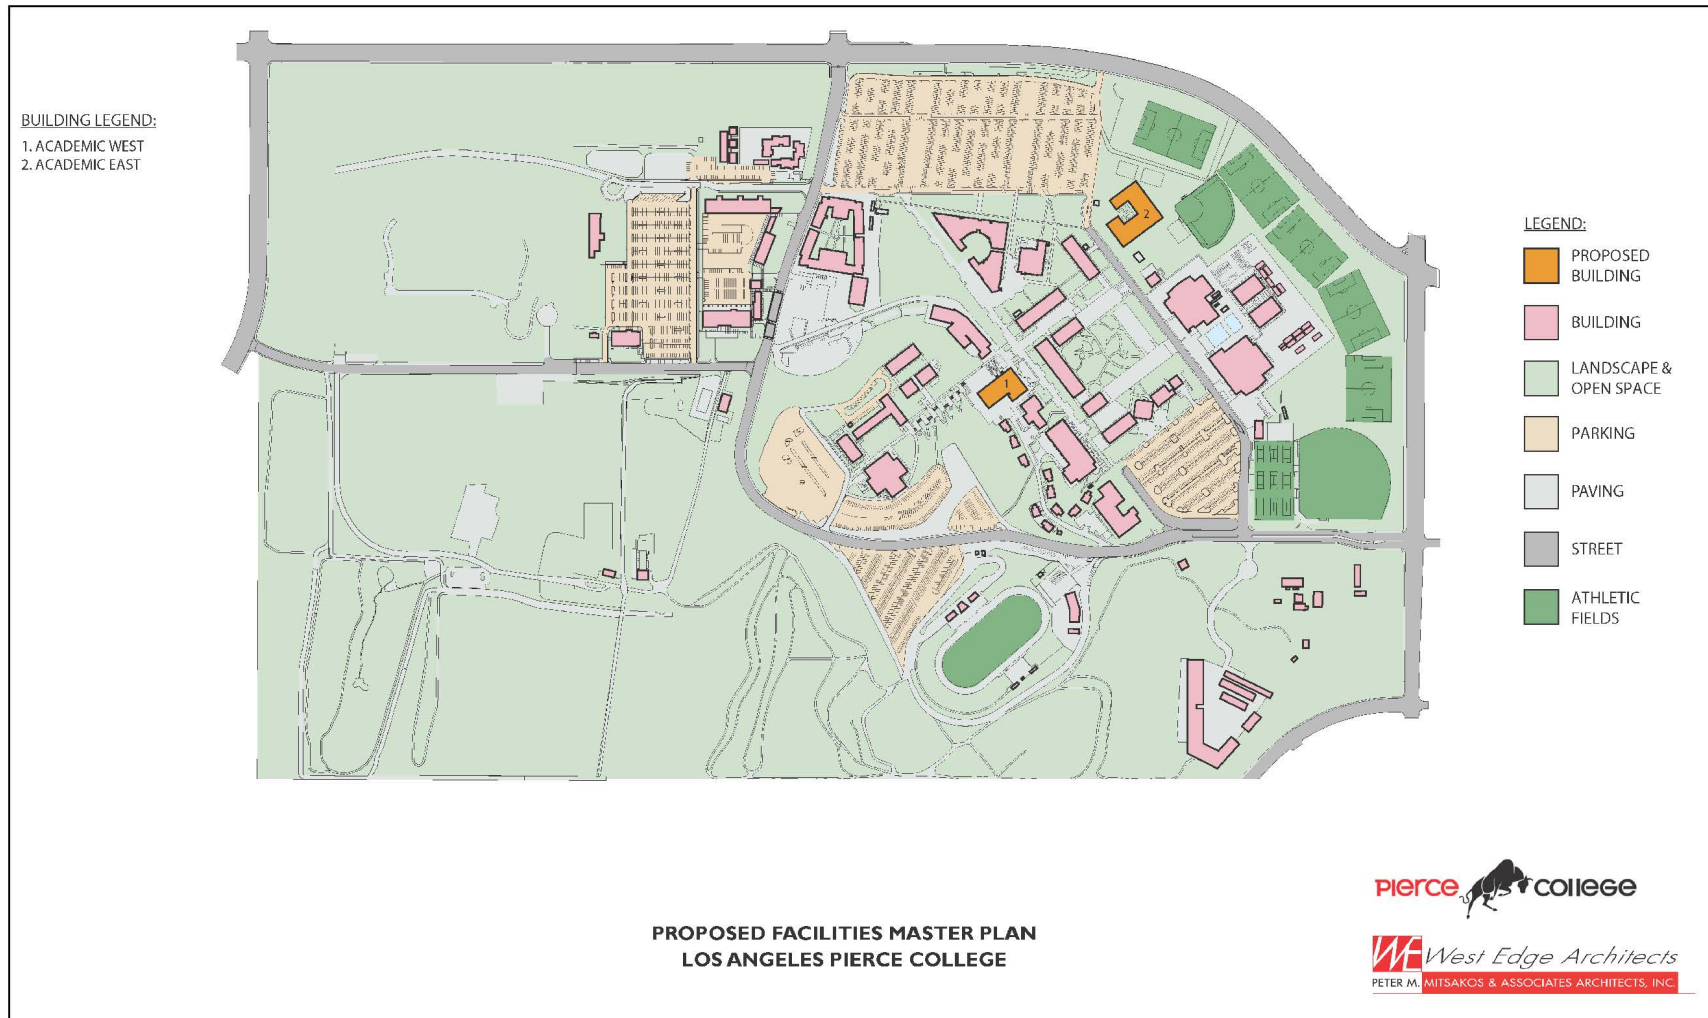 BUILDING LEGEND:
1. ACADEMIC WEST
2. ACADEMIC EAST
2
1
LEGEND:
PROPOSED
BUILDING
BUILDING
LANDSCAPE &
OPEN SPACE
PARKING
PAVING
STREET
ATHLETIC
FIELDS
PROPOSED FACILITIES MASTER PLAN
LOS ANGELES PIERCE COLLEGE
PIERCE COLLEGE
WE West Edge Architects
PETER M. MITSAKOS & ASSOCIATES ARCHITECTS, INC.